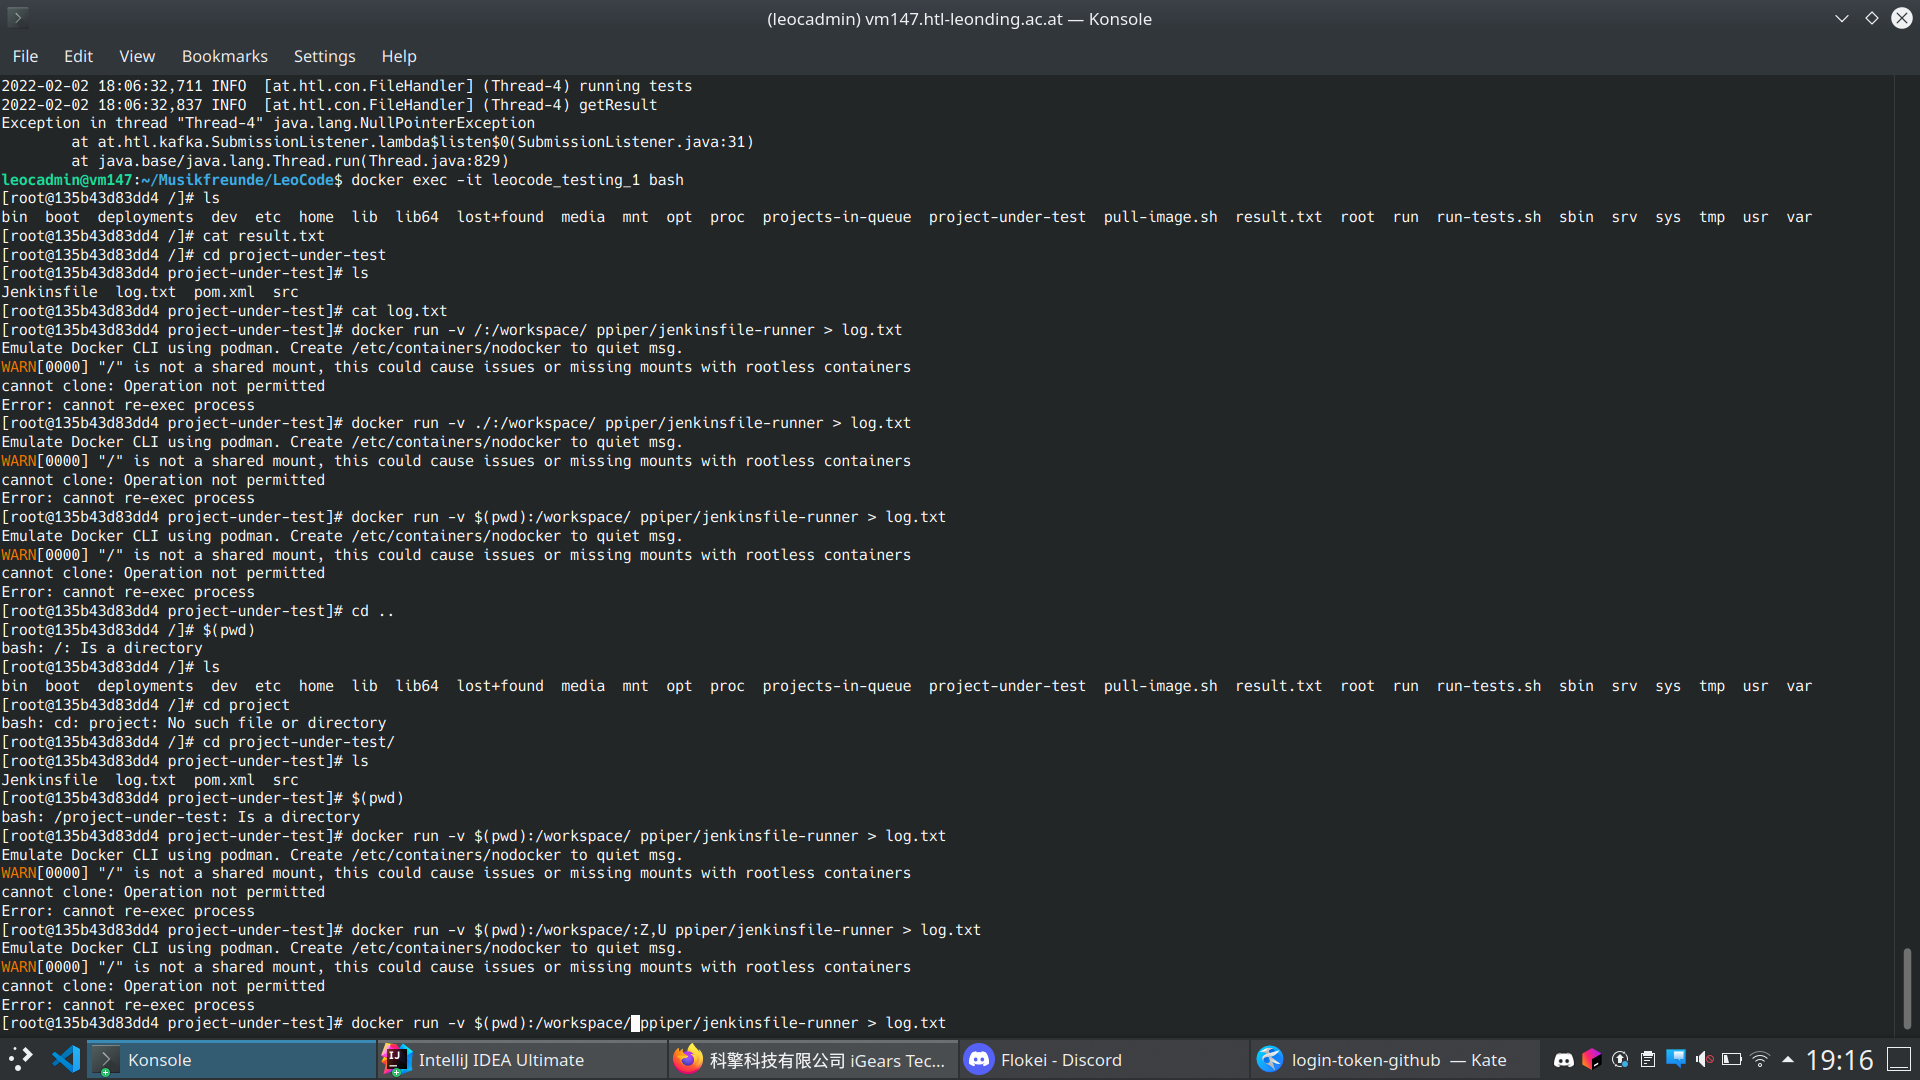 (leocadmin) vm147.htl-leonding.ac.at — Konsole
File Edit View Bookmarks Settings Help
2022-02-02 18:06:32,711 INFO  [at.htl.con.FileHandler] (Thread-4) running tests
2022-02-02 18:06:32,837 INFO  [at.htl.con.FileHandler] (Thread-4) getResult
Exception in thread "Thread-4" java.lang.NullPointerException
        at at.htl.kafka.SubmissionListener.lambda$listen$0(SubmissionListener.java:31)
        at java.base/java.lang.Thread.run(Thread.java:829)
leocadmin@vm147:~/Musikfreunde/LeoCode$ docker exec -it leocode_testing_1 bash
[root@135b43d83dd4 /]# ls
bin  boot  deployments  dev  etc  home  lib  lib64  lost+found  media  mnt  opt  proc  projects-in-queue  project-under-test  pull-image.sh  result.txt  root  run  run-tests.sh  sbin  srv  sys  tmp  usr  var
[root@135b43d83dd4 /]# cat result.txt
[root@135b43d83dd4 /]# cd project-under-test
[root@135b43d83dd4 project-under-test]# ls
Jenkinsfile  log.txt  pom.xml  src
[root@135b43d83dd4 project-under-test]# cat log.txt
[root@135b43d83dd4 project-under-test]# docker run -v /:/workspace/ ppiper/jenkinsfile-runner > log.txt
Emulate Docker CLI using podman. Create /etc/containers/nodocker to quiet msg.
WARN[0000] "/" is not a shared mount, this could cause issues or missing mounts with rootless containers
cannot clone: Operation not permitted
Error: cannot re-exec process
[root@135b43d83dd4 project-under-test]# docker run -v ./:/workspace/ ppiper/jenkinsfile-runner > log.txt
Emulate Docker CLI using podman. Create /etc/containers/nodocker to quiet msg.
WARN[0000] "/" is not a shared mount, this could cause issues or missing mounts with rootless containers
cannot clone: Operation not permitted
Error: cannot re-exec process
[root@135b43d83dd4 project-under-test]# docker run -v $(pwd):/workspace/ ppiper/jenkinsfile-runner > log.txt
Emulate Docker CLI using podman. Create /etc/containers/nodocker to quiet msg.
WARN[0000] "/" is not a shared mount, this could cause issues or missing mounts with rootless containers
cannot clone: Operation not permitted
Error: cannot re-exec process
[root@135b43d83dd4 project-under-test]# cd ..
[root@135b43d83dd4 /]# $(pwd)
bash: /: Is a directory
[root@135b43d83dd4 /]# ls
bin  boot  deployments  dev  etc  home  lib  lib64  lost+found  media  mnt  opt  proc  projects-in-queue  project-under-test  pull-image.sh  result.txt  root  run  run-tests.sh  sbin  srv  sys  tmp  usr  var
[root@135b43d83dd4 /]# cd project
bash: cd: project: No such file or directory
[root@135b43d83dd4 /]# cd project-under-test/
[root@135b43d83dd4 project-under-test]# ls
Jenkinsfile  log.txt  pom.xml  src
[root@135b43d83dd4 project-under-test]# $(pwd)
bash: /project-under-test: Is a directory
[root@135b43d83dd4 project-under-test]# docker run -v $(pwd):/workspace/ ppiper/jenkinsfile-runner > log.txt
Emulate Docker CLI using podman. Create /etc/containers/nodocker to quiet msg.
WARN[0000] "/" is not a shared mount, this could cause issues or missing mounts with rootless containers
cannot clone: Operation not permitted
Error: cannot re-exec process
[root@135b43d83dd4 project-under-test]# docker run -v $(pwd):/workspace/:Z,U ppiper/jenkinsfile-runner > log.txt
Emulate Docker CLI using podman. Create /etc/containers/nodocker to quiet msg.
WARN[0000] "/" is not a shared mount, this could cause issues or missing mounts with rootless containers
cannot clone: Operation not permitted
Error: cannot re-exec process
[root@135b43d83dd4 project-under-test]# docker run -v $(pwd):/workspace/ ppiper/jenkinsfile-runner > log.txt
Konsole IntelliJ IDEA Ultimate 科擎科技有限公司 iGears Tec... Flokei - Discord login-token-github — Kate 19:16